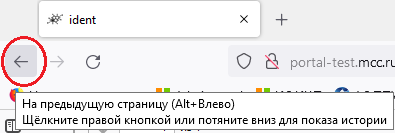 ident
portal-test.mcc.ru
На предыдущую страницу (Alt+Влево)
Щёлкните правой кнопкой или потяните вниз для показа истории